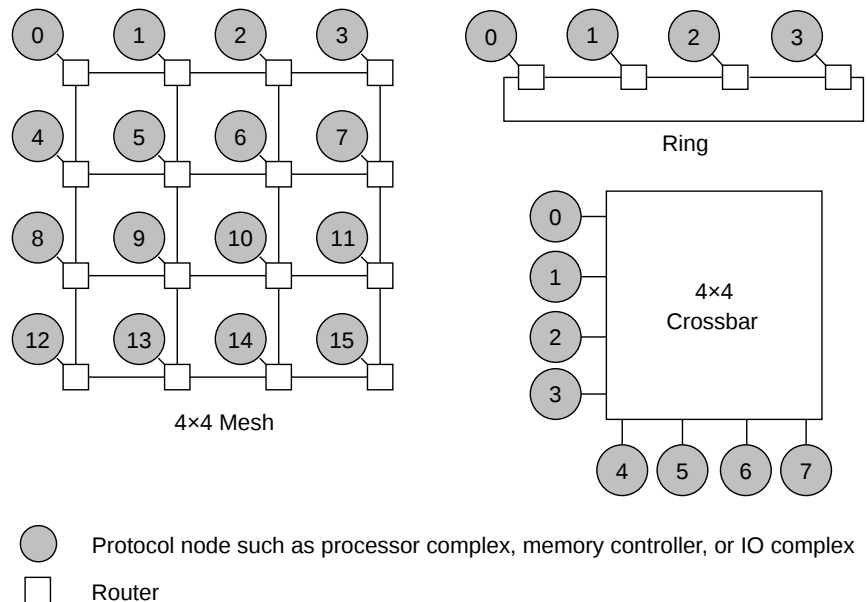 0 1 2 3
4 5 6 7
8 9 10 11
12 13 14 15
4×4 Mesh
0 1 2 3
Ring
0
1
2
3
4×4
Crossbar
4 5 6 7
Protocol node such as processor complex, memory controller, or IO complex
Router